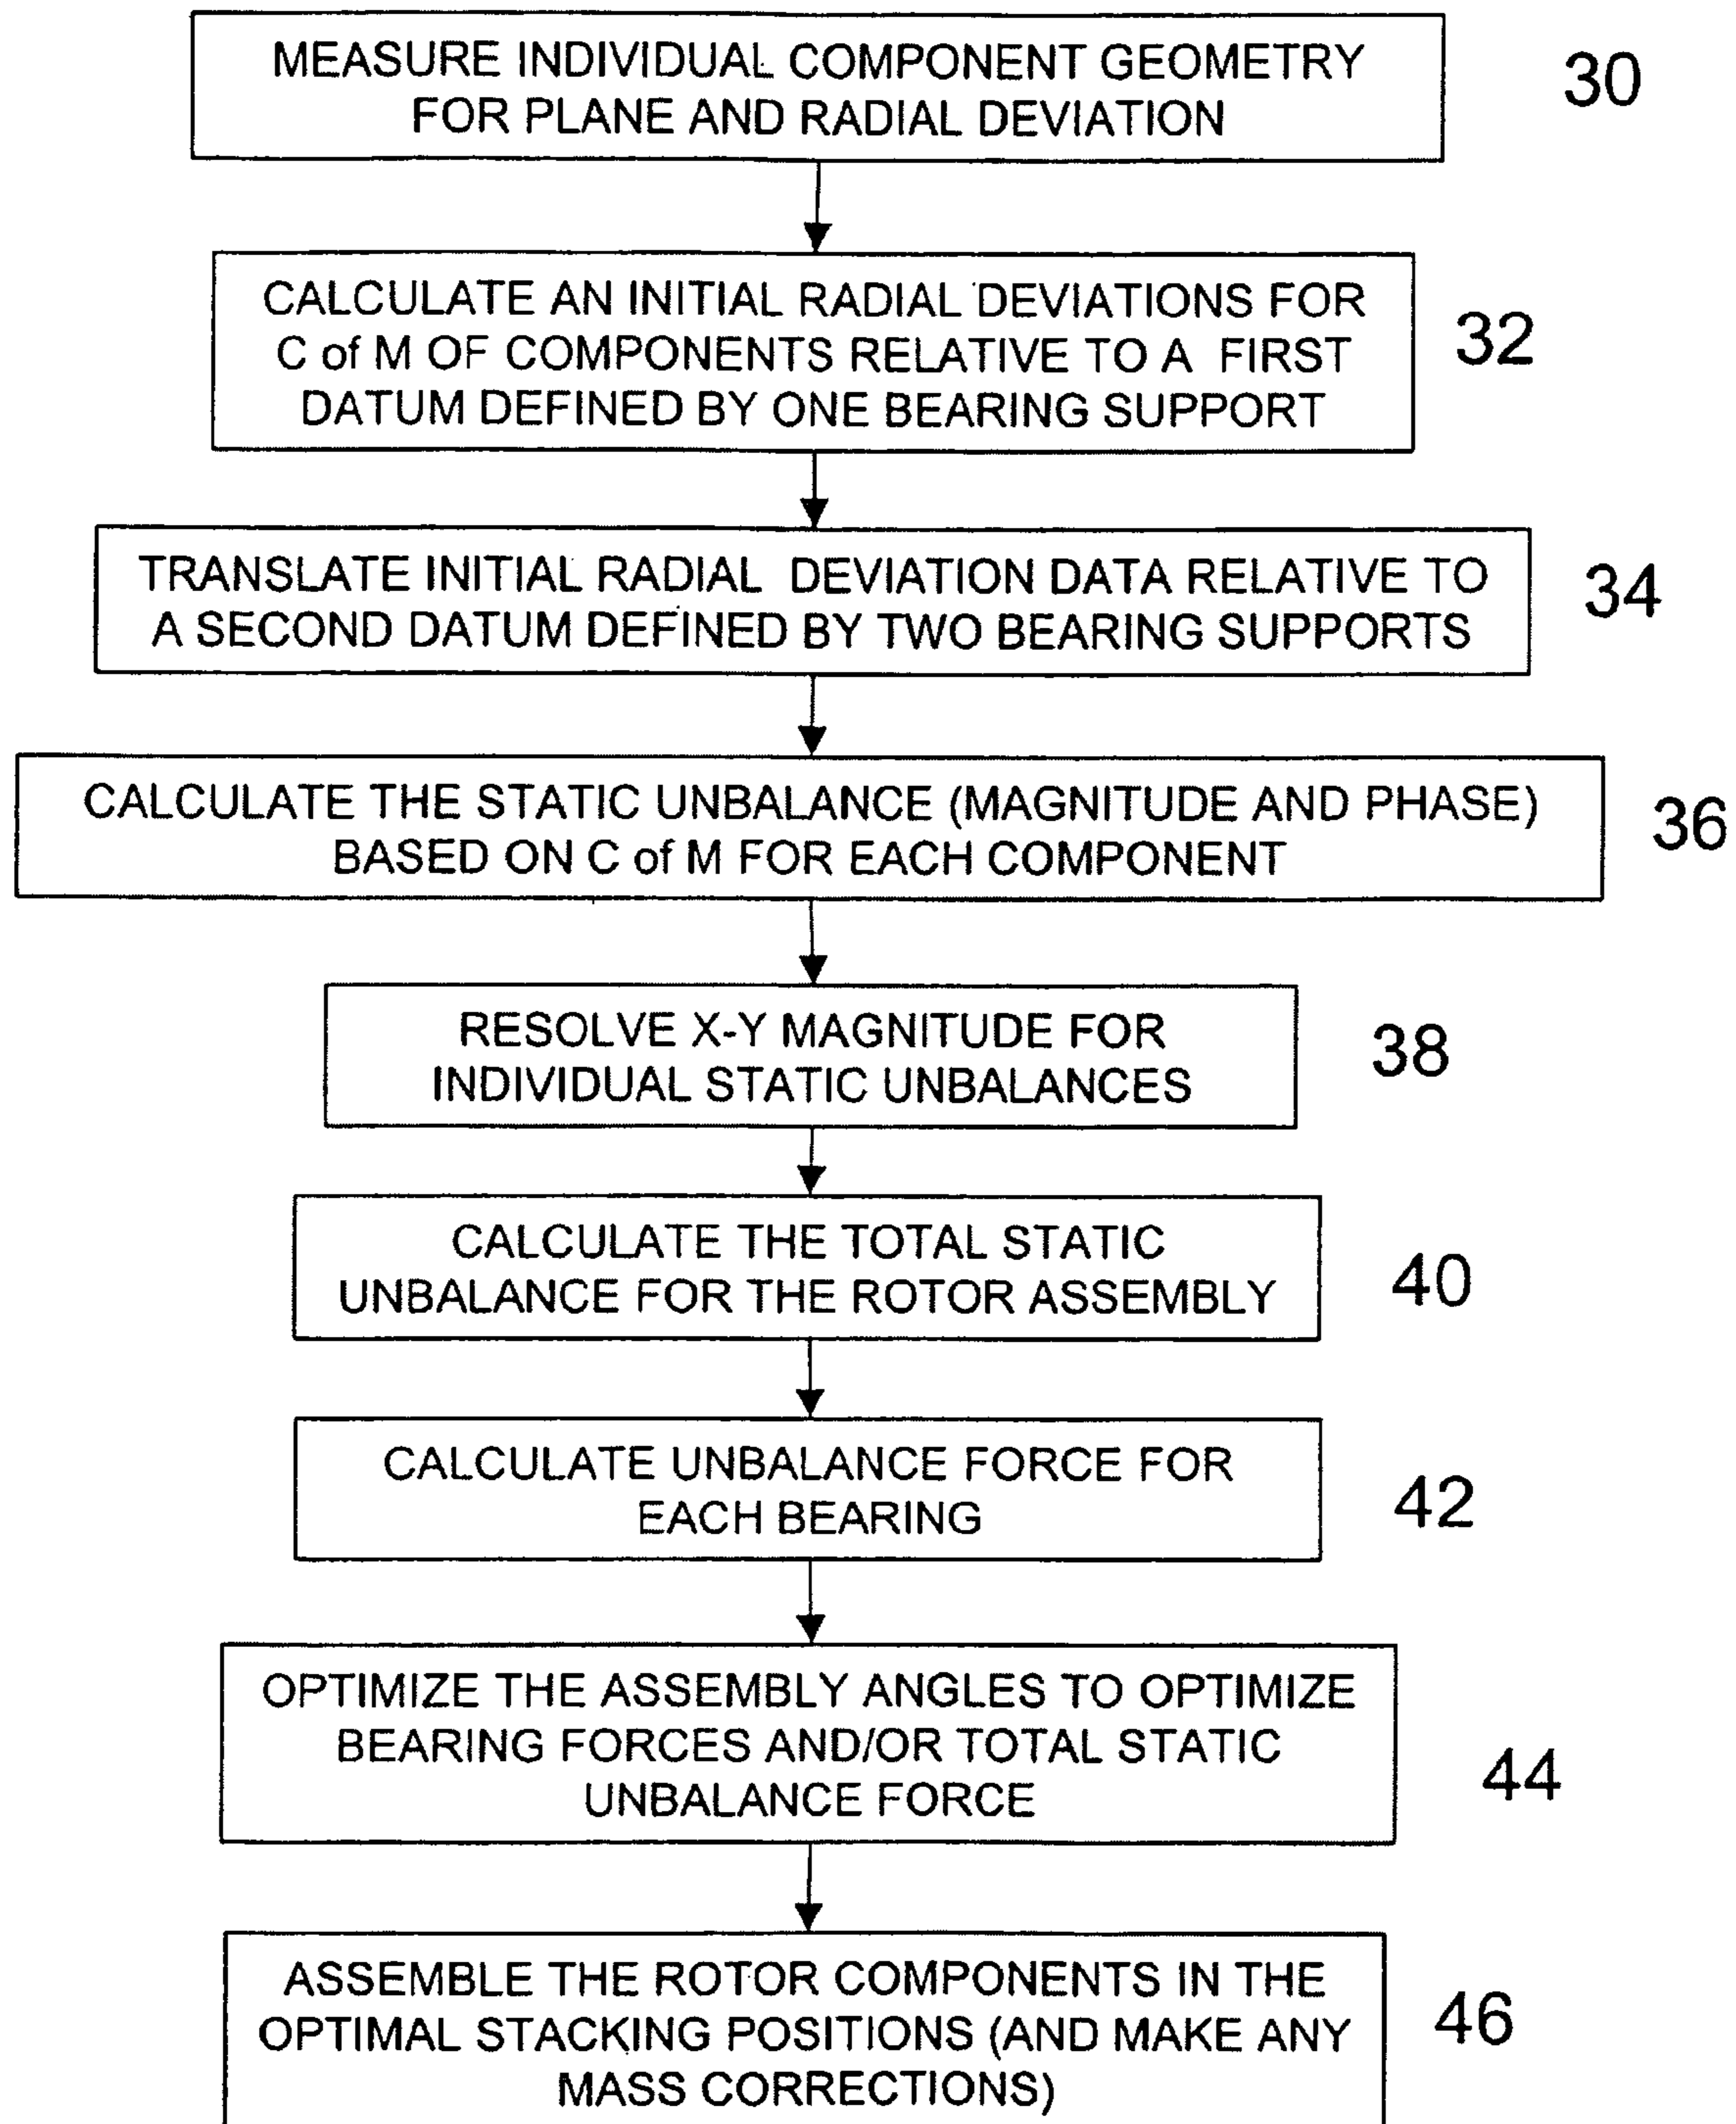 MEASURE INDIVIDUAL COMPONENT GEOMETRY
FOR PLANE AND RADIAL DEVIATION
30
CALCULATE AN INITIAL RADIAL DEVIATIONS FOR
C of M OF COMPONENTS RELATIVE TO A FIRST
DATUM DEFINED BY ONE BEARING SUPPORT
32
TRANSLATE INITIAL RADIAL DEVIATION DATA RELATIVE TO
A SECOND DATUM DEFINED BY TWO BEARING SUPPORTS
34
CALCULATE THE STATIC UNBALANCE (MAGNITUDE AND PHASE)
BASED ON C of M FOR EACH COMPONENT
36
RESOLVE X-Y MAGNITUDE FOR
INDIVIDUAL STATIC UNBALANCES
38
CALCULATE THE TOTAL STATIC
UNBALANCE FOR THE ROTOR ASSEMBLY
40
CALCULATE UNBALANCE FORCE FOR
EACH BEARING
42
OPTIMIZE THE ASSEMBLY ANGLES TO OPTIMIZE
BEARING FORCES AND/OR TOTAL STATIC
UNBALANCE FORCE
44
ASSEMBLE THE ROTOR COMPONENTS IN THE
OPTIMAL STACKING POSITIONS (AND MAKE ANY
MASS CORRECTIONS)
46